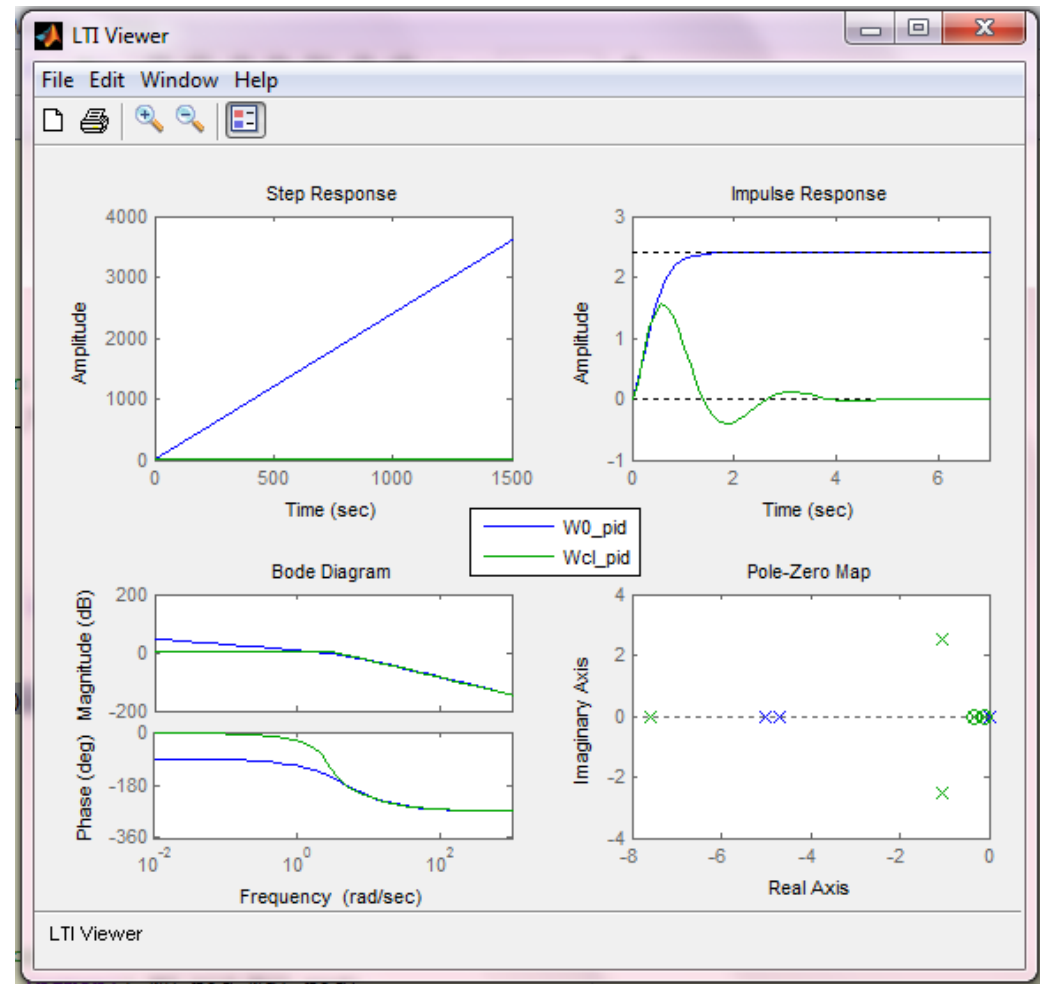 LTI Viewer
File Edit Window Help
Step Response
Amplitude
4000
3000
2000
1000
0
0 500 1000 1500
Time (sec)
Impulse Response
Amplitude
3
2
1
0
-1
0 2 4 6
Time (sec)
W0_pid
Wcl_pid
Bode Diagram
Magnitude (dB)
200
0
-200
Phase (deg)
0
-180
-360
10^-2 10^0 10^2
Frequency (rad/sec)
Pole-Zero Map
Imaginary Axis
4
2
0
-2
-4
-8 -6 -4 -2 0
Real Axis
LTI Viewer